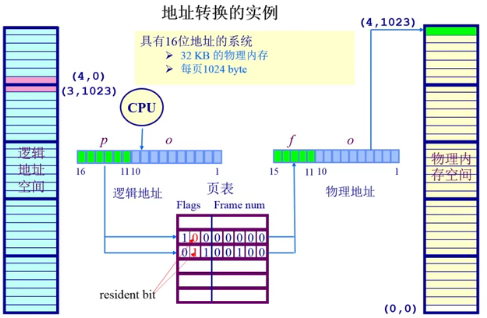 地址转换的实例
(4,1023)
具有16位地址的系统
32 KB 的物理内存
每页1024 byte
(4,0)
(3,1023)
CPU
p o
f o
逻辑
地址
空间
16 11 10 1
15 11 10 1
物理内
存空间
逻辑地址
页表
物理地址
Flags Frame num
1 0 0 0 0 0 0 0
0 1 1 0 0 1 0 0
resident bit
(0,0)